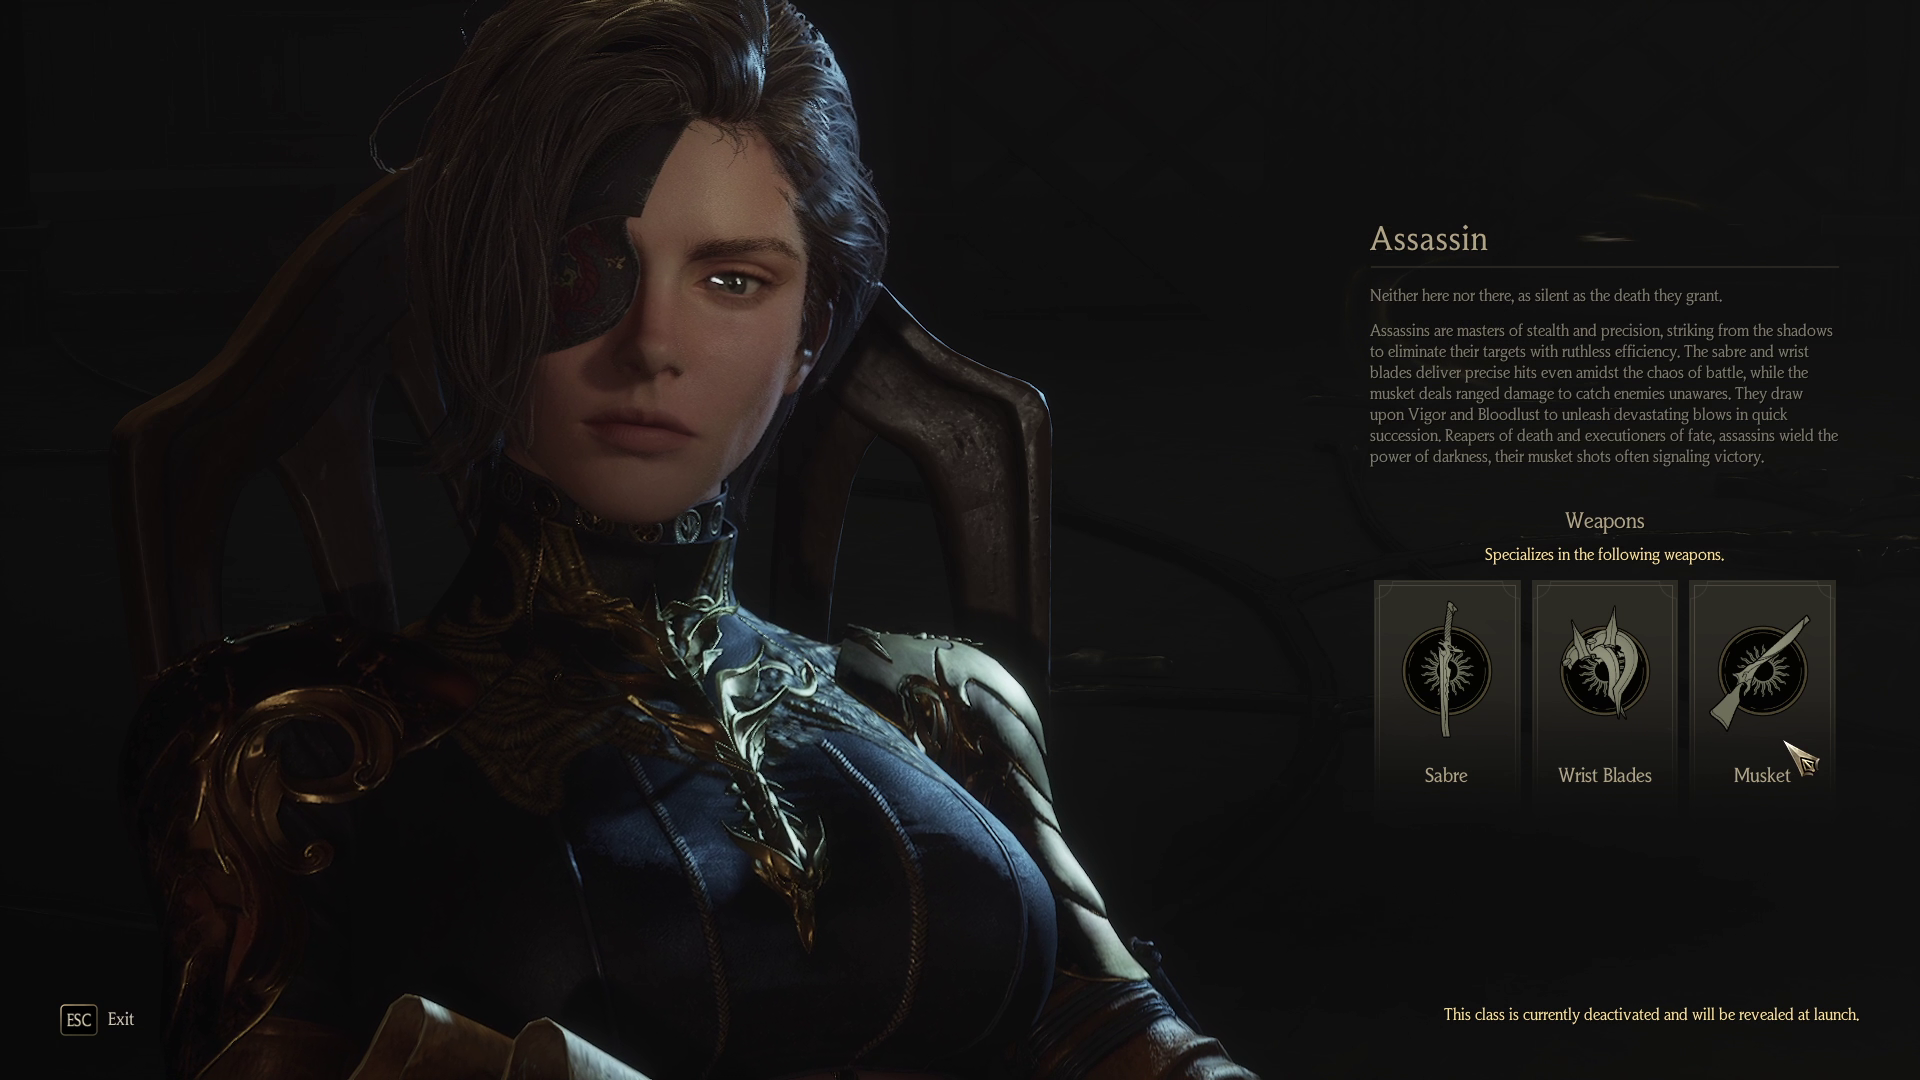 Assassin
Neither here nor there, as silent as the death they grant.
Assassins are masters of stealth and precision, striking from the shadows
to eliminate their targets with ruthless efficiency. The sabre and wrist
blades deliver precise hits even amidst the chaos of battle, while the
musket deals ranged damage to catch enemies unawares. They draw
upon Vigor and Bloodlust to unleash devastating blows in quick
succession. Reapers of death and executioners of fate, assassins wield the
power of darkness, their musket shots often signaling victory.
Weapons
Specializes in the following weapons.
Sabre
Wrist Blades
Musket
ESC Exit
This class is currently deactivated and will be revealed at launch.